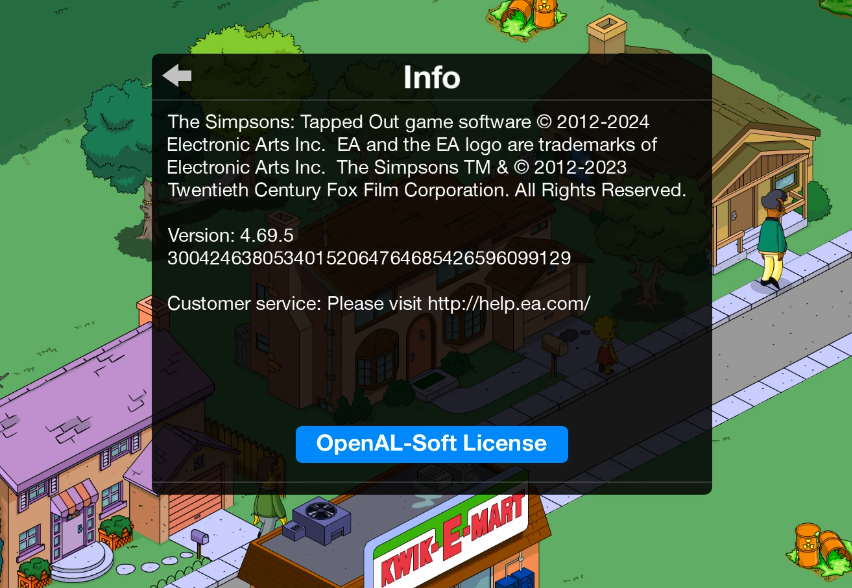 Info
The Simpsons: Tapped Out game software © 2012-2024
Electronic Arts Inc.  EA and the EA logo are trademarks of
Electronic Arts Inc.  The Simpsons TM & © 2012-2023
Twentieth Century Fox Film Corporation. All Rights Reserved.
Version: 4.69.5
3004246380534015206476468542659609​9129
Customer service: Please visit http://help.ea.com/
OpenAL-Soft License
KWIK-E-MART